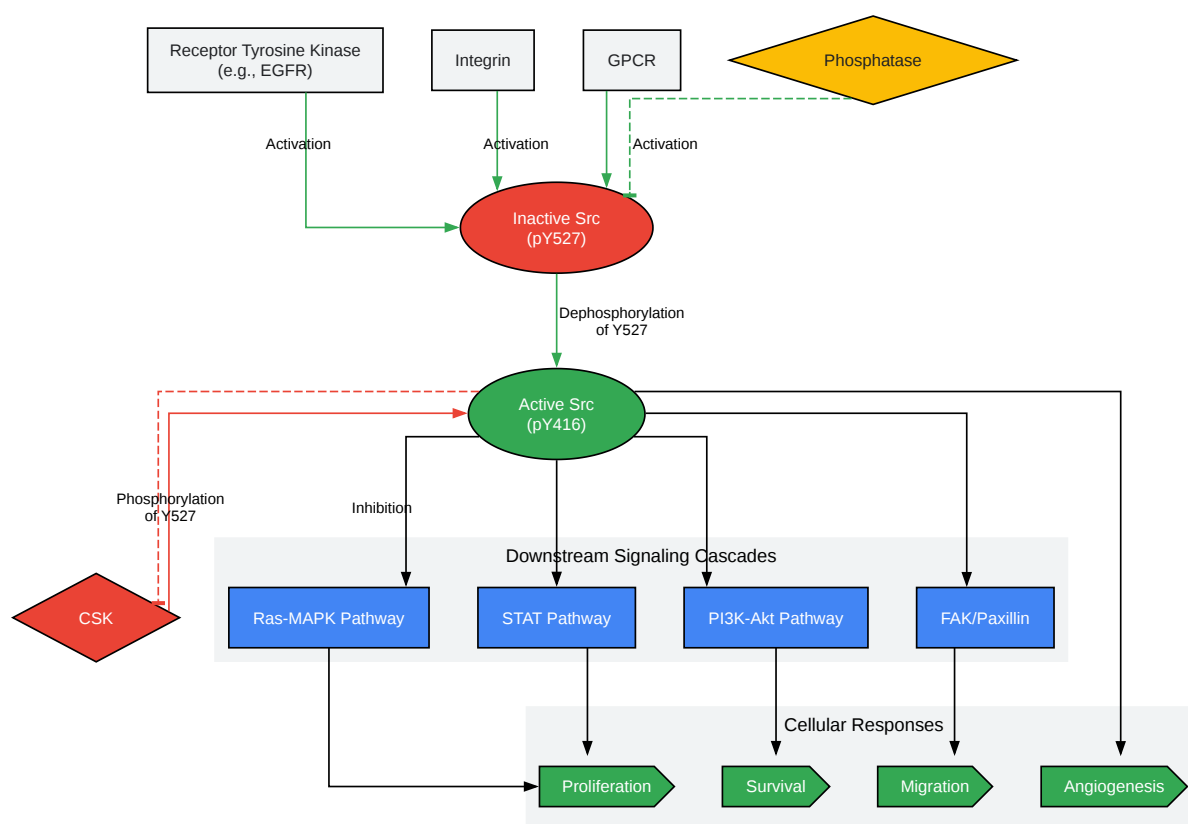 Receptor Tyrosine Kinase
(e.g., EGFR)
Integrin
GPCR
Phosphatase
Activation
Activation
Activation
Inactive Src
(pY527)
Dephosphorylation
of Y527
Active Src
(pY416)
Phosphorylation
of Y527
Inhibition
Downstream Signaling Cascades
CSK
Ras-MAPK Pathway
STAT Pathway
PI3K-Akt Pathway
FAK/Paxillin
Cellular Responses
Proliferation
Survival
Migration
Angiogenesis